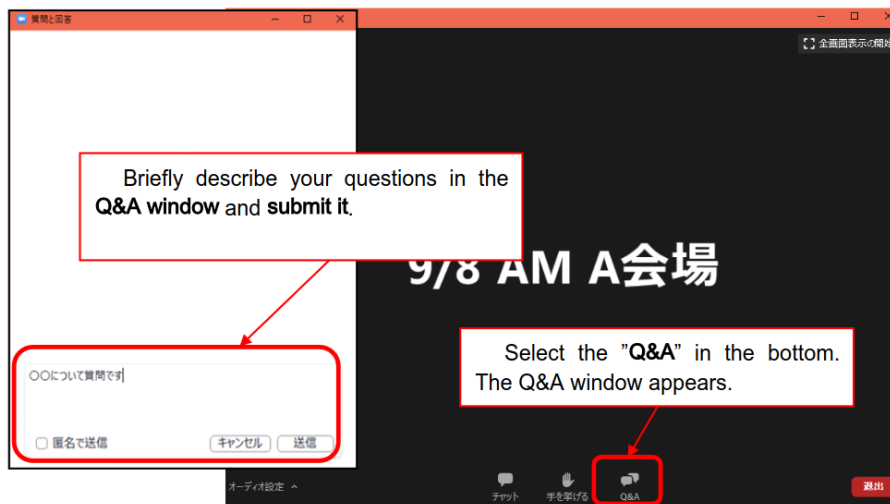 質問と回答
全画面表示の開始
Briefly describe your questions in the
Q&A window and submit it.
9/8 AM A会場
Select the ”Q&A” in the bottom.
The Q&A window appears.
〇〇について質問です
匿名で送信
キャンセル
送信
オーディオ設定
チャット
手を挙げる
Q&A
退出